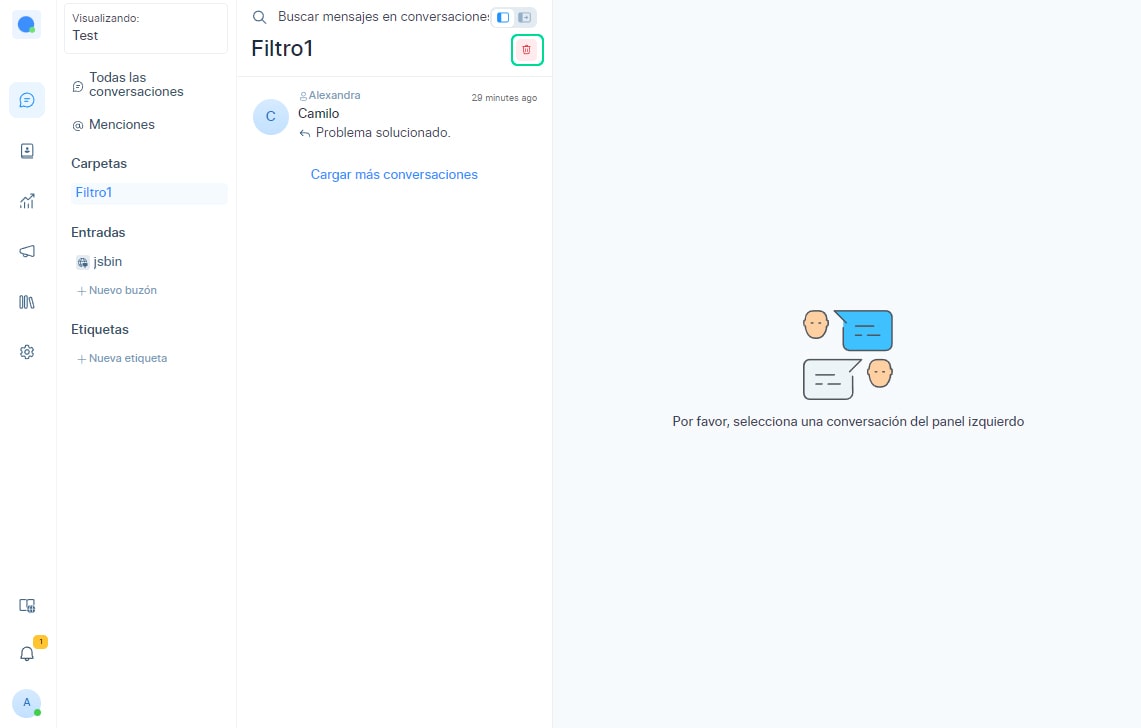 Visualizando:
Test
Todas las
conversaciones
Menciones
Carpetas
Filtro1
Entradas
jsbin
Nuevo buzón
Etiquetas
Nueva etiqueta
1
A
Buscar mensajes en conversaciones
Filtro1
Alexandra
29 minutes ago
C
Camilo
Problema solucionado.
Cargar más conversaciones
Por favor, selecciona una conversación del panel izquierdo